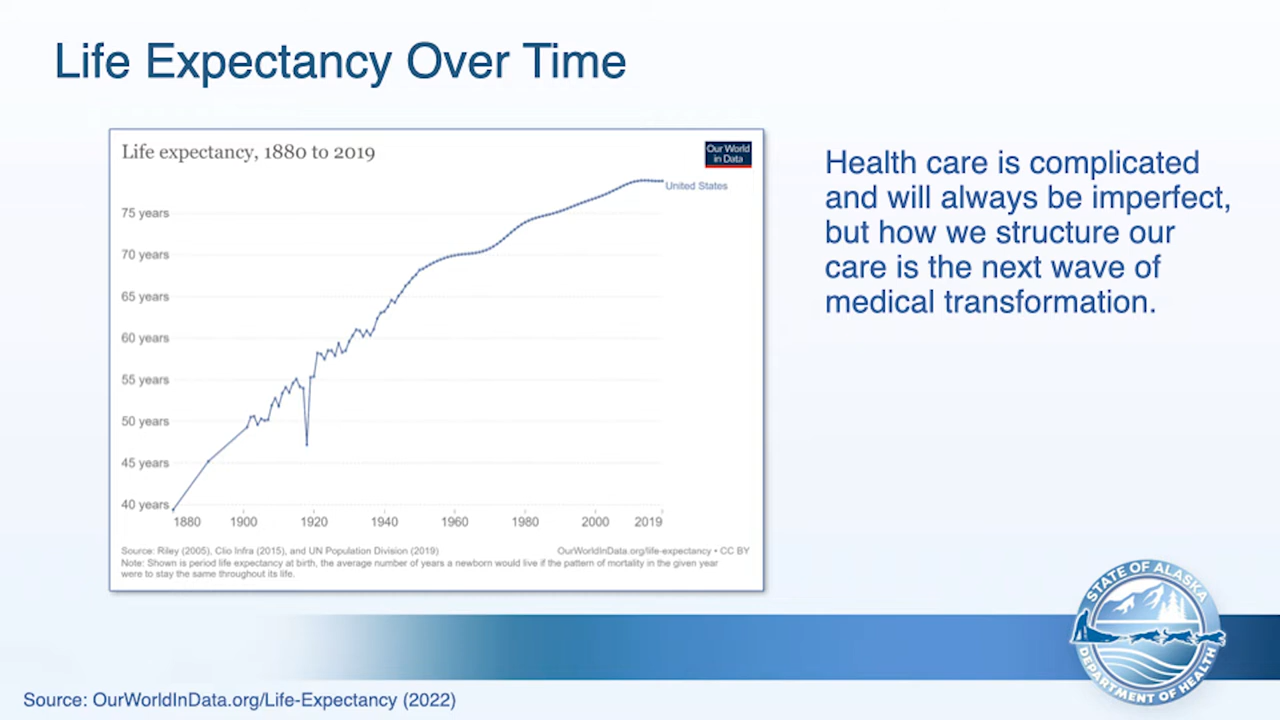 Life Expectancy Over Time
Life expectancy, 1880 to 2019
Our World
in Data
United States
75 years
70 years
65 years
60 years
55 years
50 years
45 years
40 years
1880 1900 1920 1940 1960 1980 2000 2019
Source: Riley (2005), Clio Infra (2015), and UN Population Division (2019)
OurWorldInData.org/life-expectancy • CC BY
Note: Shown is period life expectancy at birth, the average number of years a newborn would live if the pattern of mortality in the given year
were to stay the same throughout its life.
Health care is complicated
and will always be imperfect,
but how we structure our
care is the next wave of
medical transformation.
STATE OF ALASKA
DEPARTMENT OF HEALTH
Source: OurWorldInData.org/Life-Expectancy (2022)